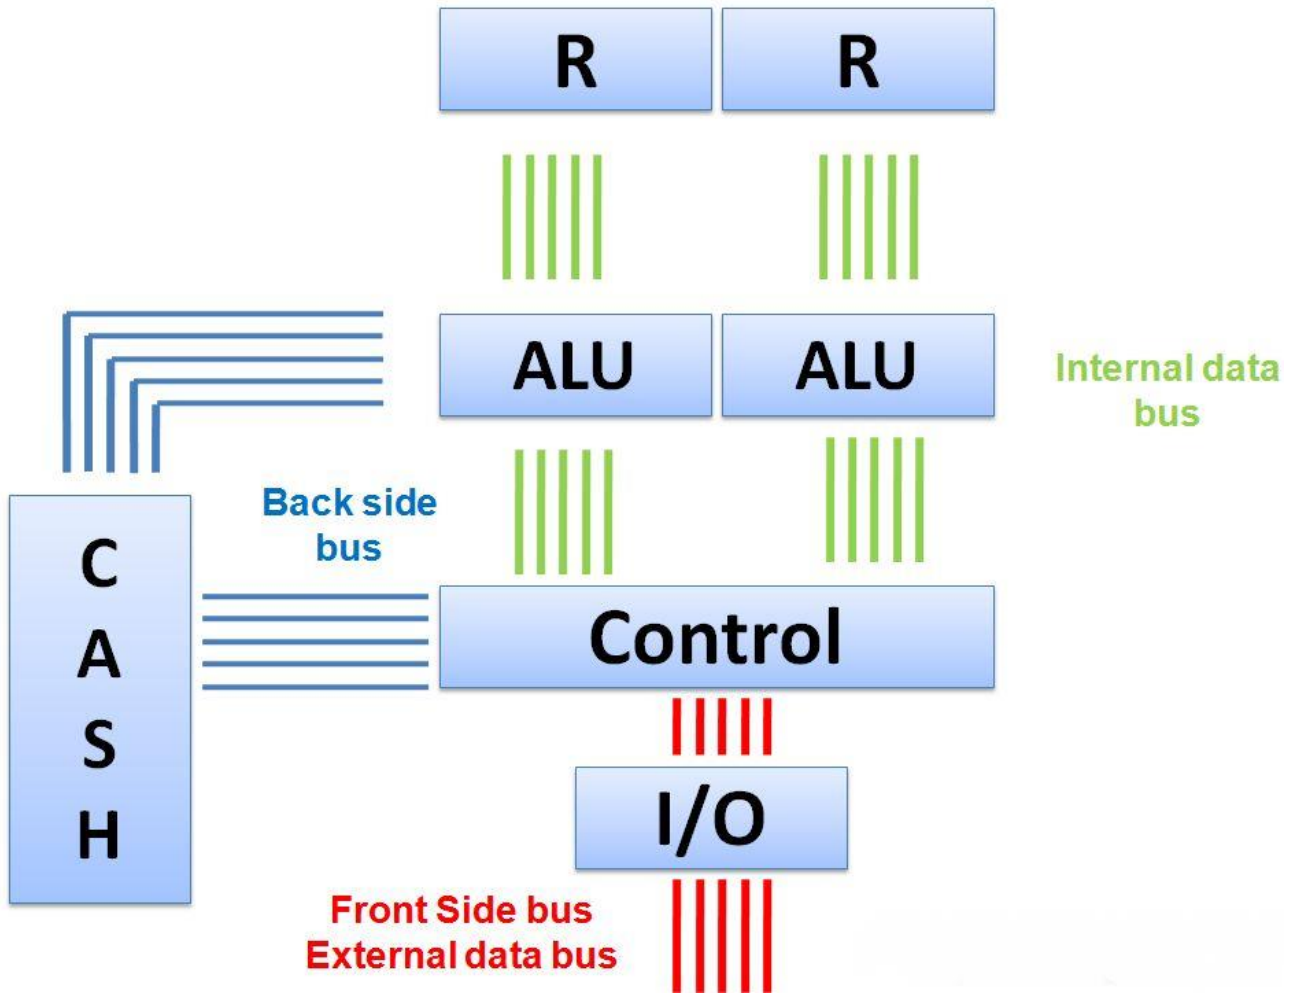 R R
ALU ALU
Internal data
bus
Back side
bus
C
A
S
H
Control
I/O
Front Side bus
External data bus